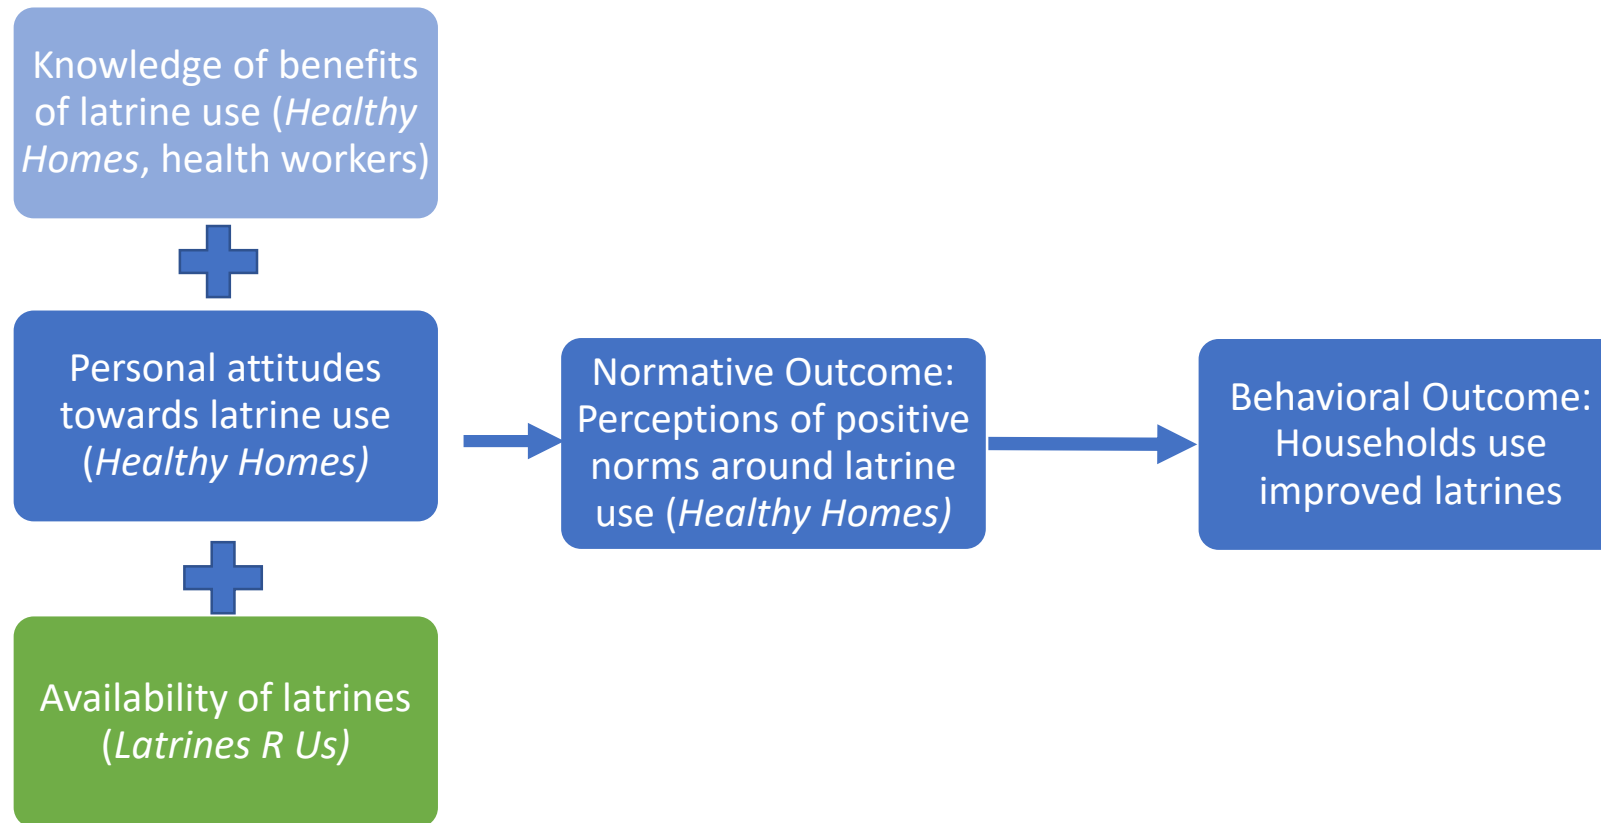 Knowledge of benefits
of latrine use (Healthy
Homes, health workers)
Personal attitudes
towards latrine use
(Healthy Homes)
Availability of latrines
(Latrines R Us)
Normative Outcome:
Perceptions of positive
norms around latrine
use (Healthy Homes)
Behavioral Outcome:
Households use
improved latrines